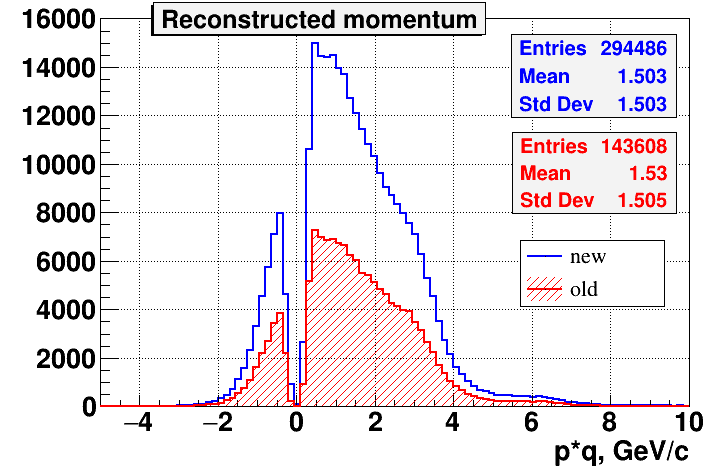 Reconstructed momentum
16000
14000
12000
10000
8000
6000
4000
2000
0
Entries 294486
Mean 1.503
Std Dev 1.503
Entries 143608
Mean 1.53
Std Dev 1.505
new
old
−4 −2 0 2 4 6 8 10
p*q, GeV/c